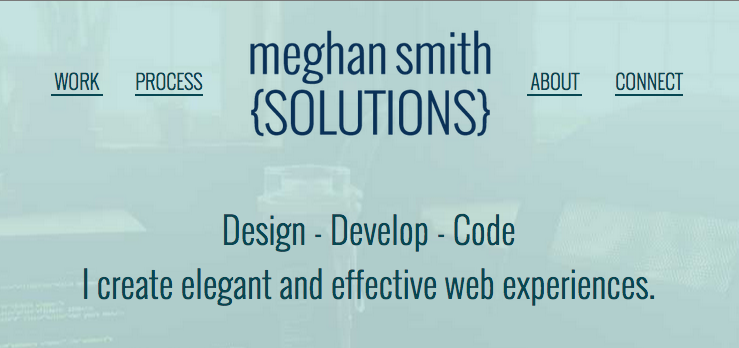 WORK PROCESS
meghan smith
{SOLUTIONS}
ABOUT CONNECT
Design - Develop - Code
I create elegant and effective web experiences.